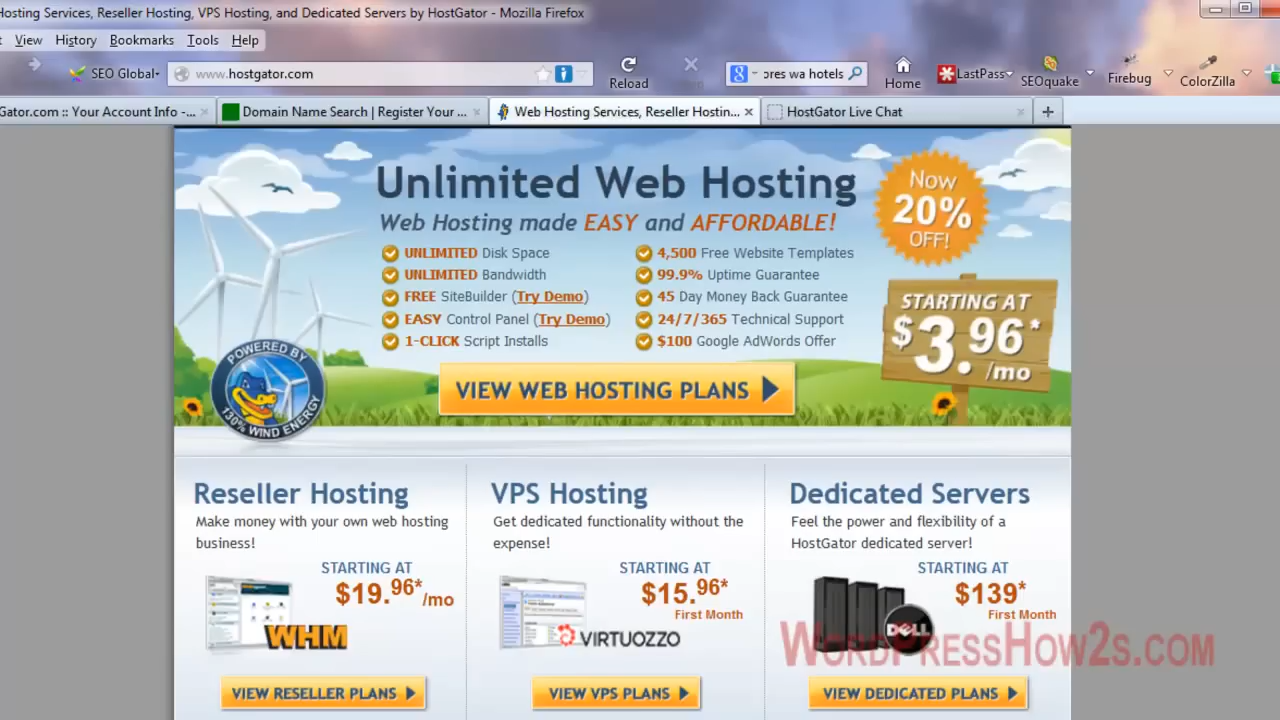 Hosting Services, Reseller Hosting, VPS Hosting, and Dedicated Servers by HostGator - Mozilla Firefox
View History Bookmarks Tools Help
SEO Global www.hostgator.com Reload ores wa hotels Home LastPass SEOquake Firebug ColorZilla
Gator.com :: Your Account Info -... Domain Name Search | Register Your ... Web Hosting Services, Reseller Hostin... HostGator Live Chat
Unlimited Web Hosting
Web Hosting made EASY and AFFORDABLE!
UNLIMITED Disk Space
UNLIMITED Bandwidth
FREE SiteBuilder (Try Demo)
EASY Control Panel (Try Demo)
1-CLICK Script Installs
4,500 Free Website Templates
99.9% Uptime Guarantee
45 Day Money Back Guarantee
24/7/365 Technical Support
$100 Google AdWords Offer
Now
20%
OFF!
STARTING AT
$3.96*
/mo
POWERED BY
130% WIND ENERGY
VIEW WEB HOSTING PLANS
Reseller Hosting
Make money with your own web hosting
business!
STARTING AT
$19.96*/mo
WHM
VIEW RESELLER PLANS
VPS Hosting
Get dedicated functionality without the
expense!
STARTING AT
$15.96*
First Month
VIRTUOZZO
VIEW VPS PLANS
Dedicated Servers
Feel the power and flexibility of a
HostGator dedicated server!
STARTING AT
$139*
First Month
DELL
VIEW DEDICATED PLANS
WordPressHow2s.com